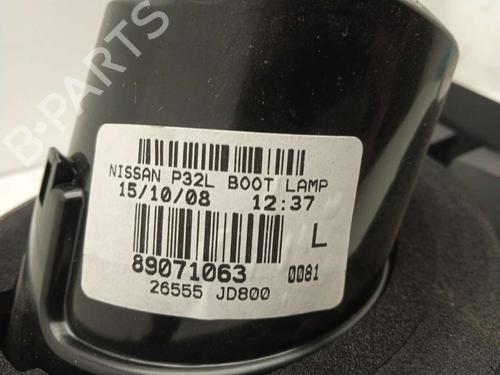 B-PARTS
NISSAN P32L BOOT LAMP
15/10/08 12:37
L
89071063 0081
26555 JD800